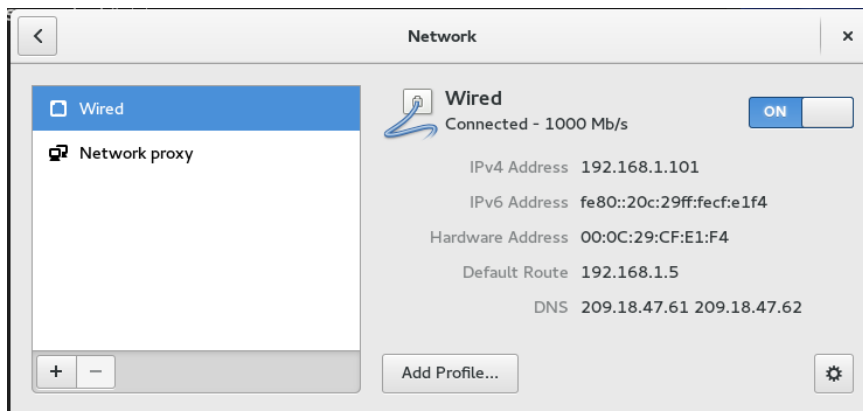 Network
Wired
Network proxy
Wired
Connected - 1000 Mb/s
ON
IPv4 Address 192.168.1.101
IPv6 Address fe80::20c:29ff:fecf:e1f4
Hardware Address 00:0C:29:CF:E1:F4
Default Route 192.168.1.5
DNS 209.18.47.61 209.18.47.62
Add Profile...